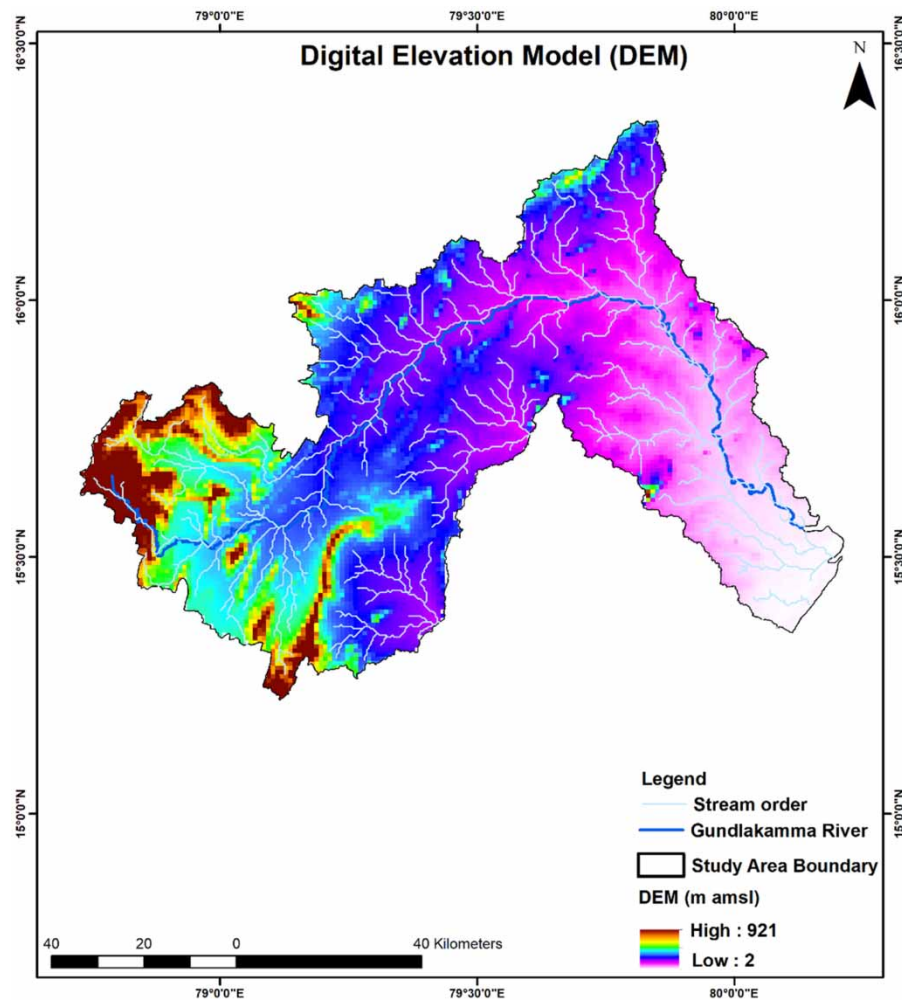 79°0'0"E 79°30'0"E 80°0'0"E
16°30'0"N 16°30'0"N
Digital Elevation Model (DEM)
N
16°0'0"N 16°0'0"N
15°30'0"N 15°30'0"N
15°0'0"N 15°0'0"N
Legend
Stream order
Gundlakamma River
Study Area Boundary
DEM (m amsl)
High : 921
Low : 2
40 20 0 40 Kilometers
79°0'0"E 79°30'0"E 80°0'0"E